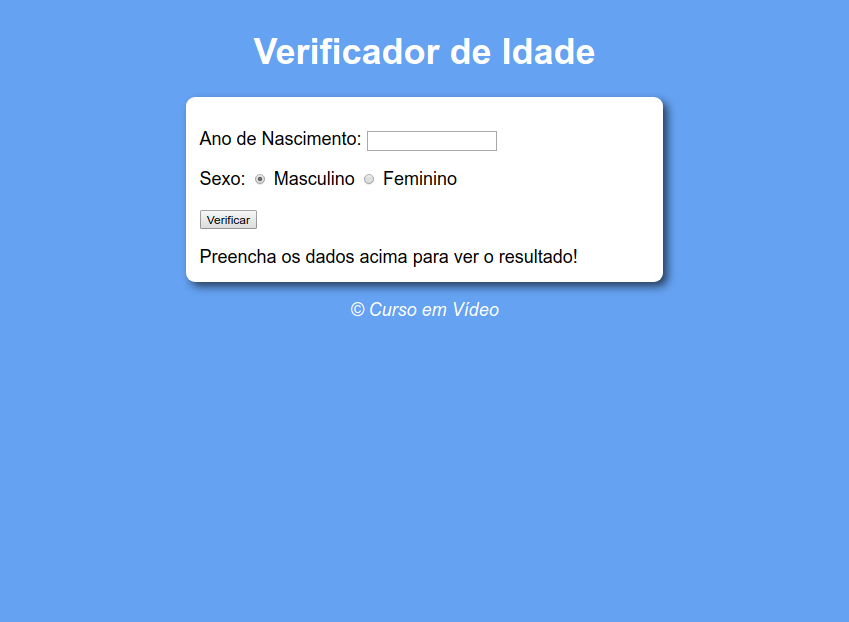 Verificador de Idade
Ano de Nascimento:
Sexo: Masculino Feminino
Verificar
Preencha os dados acima para ver o resultado!
© Curso em Vídeo